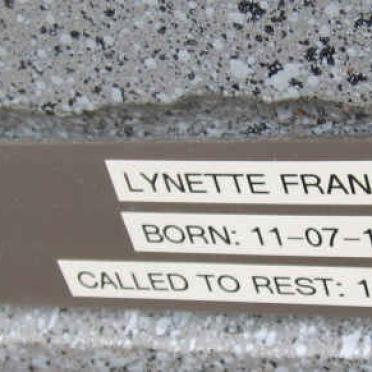 LYNETTE FRAN
BORN: 11-07-1
CALLED TO REST: 1